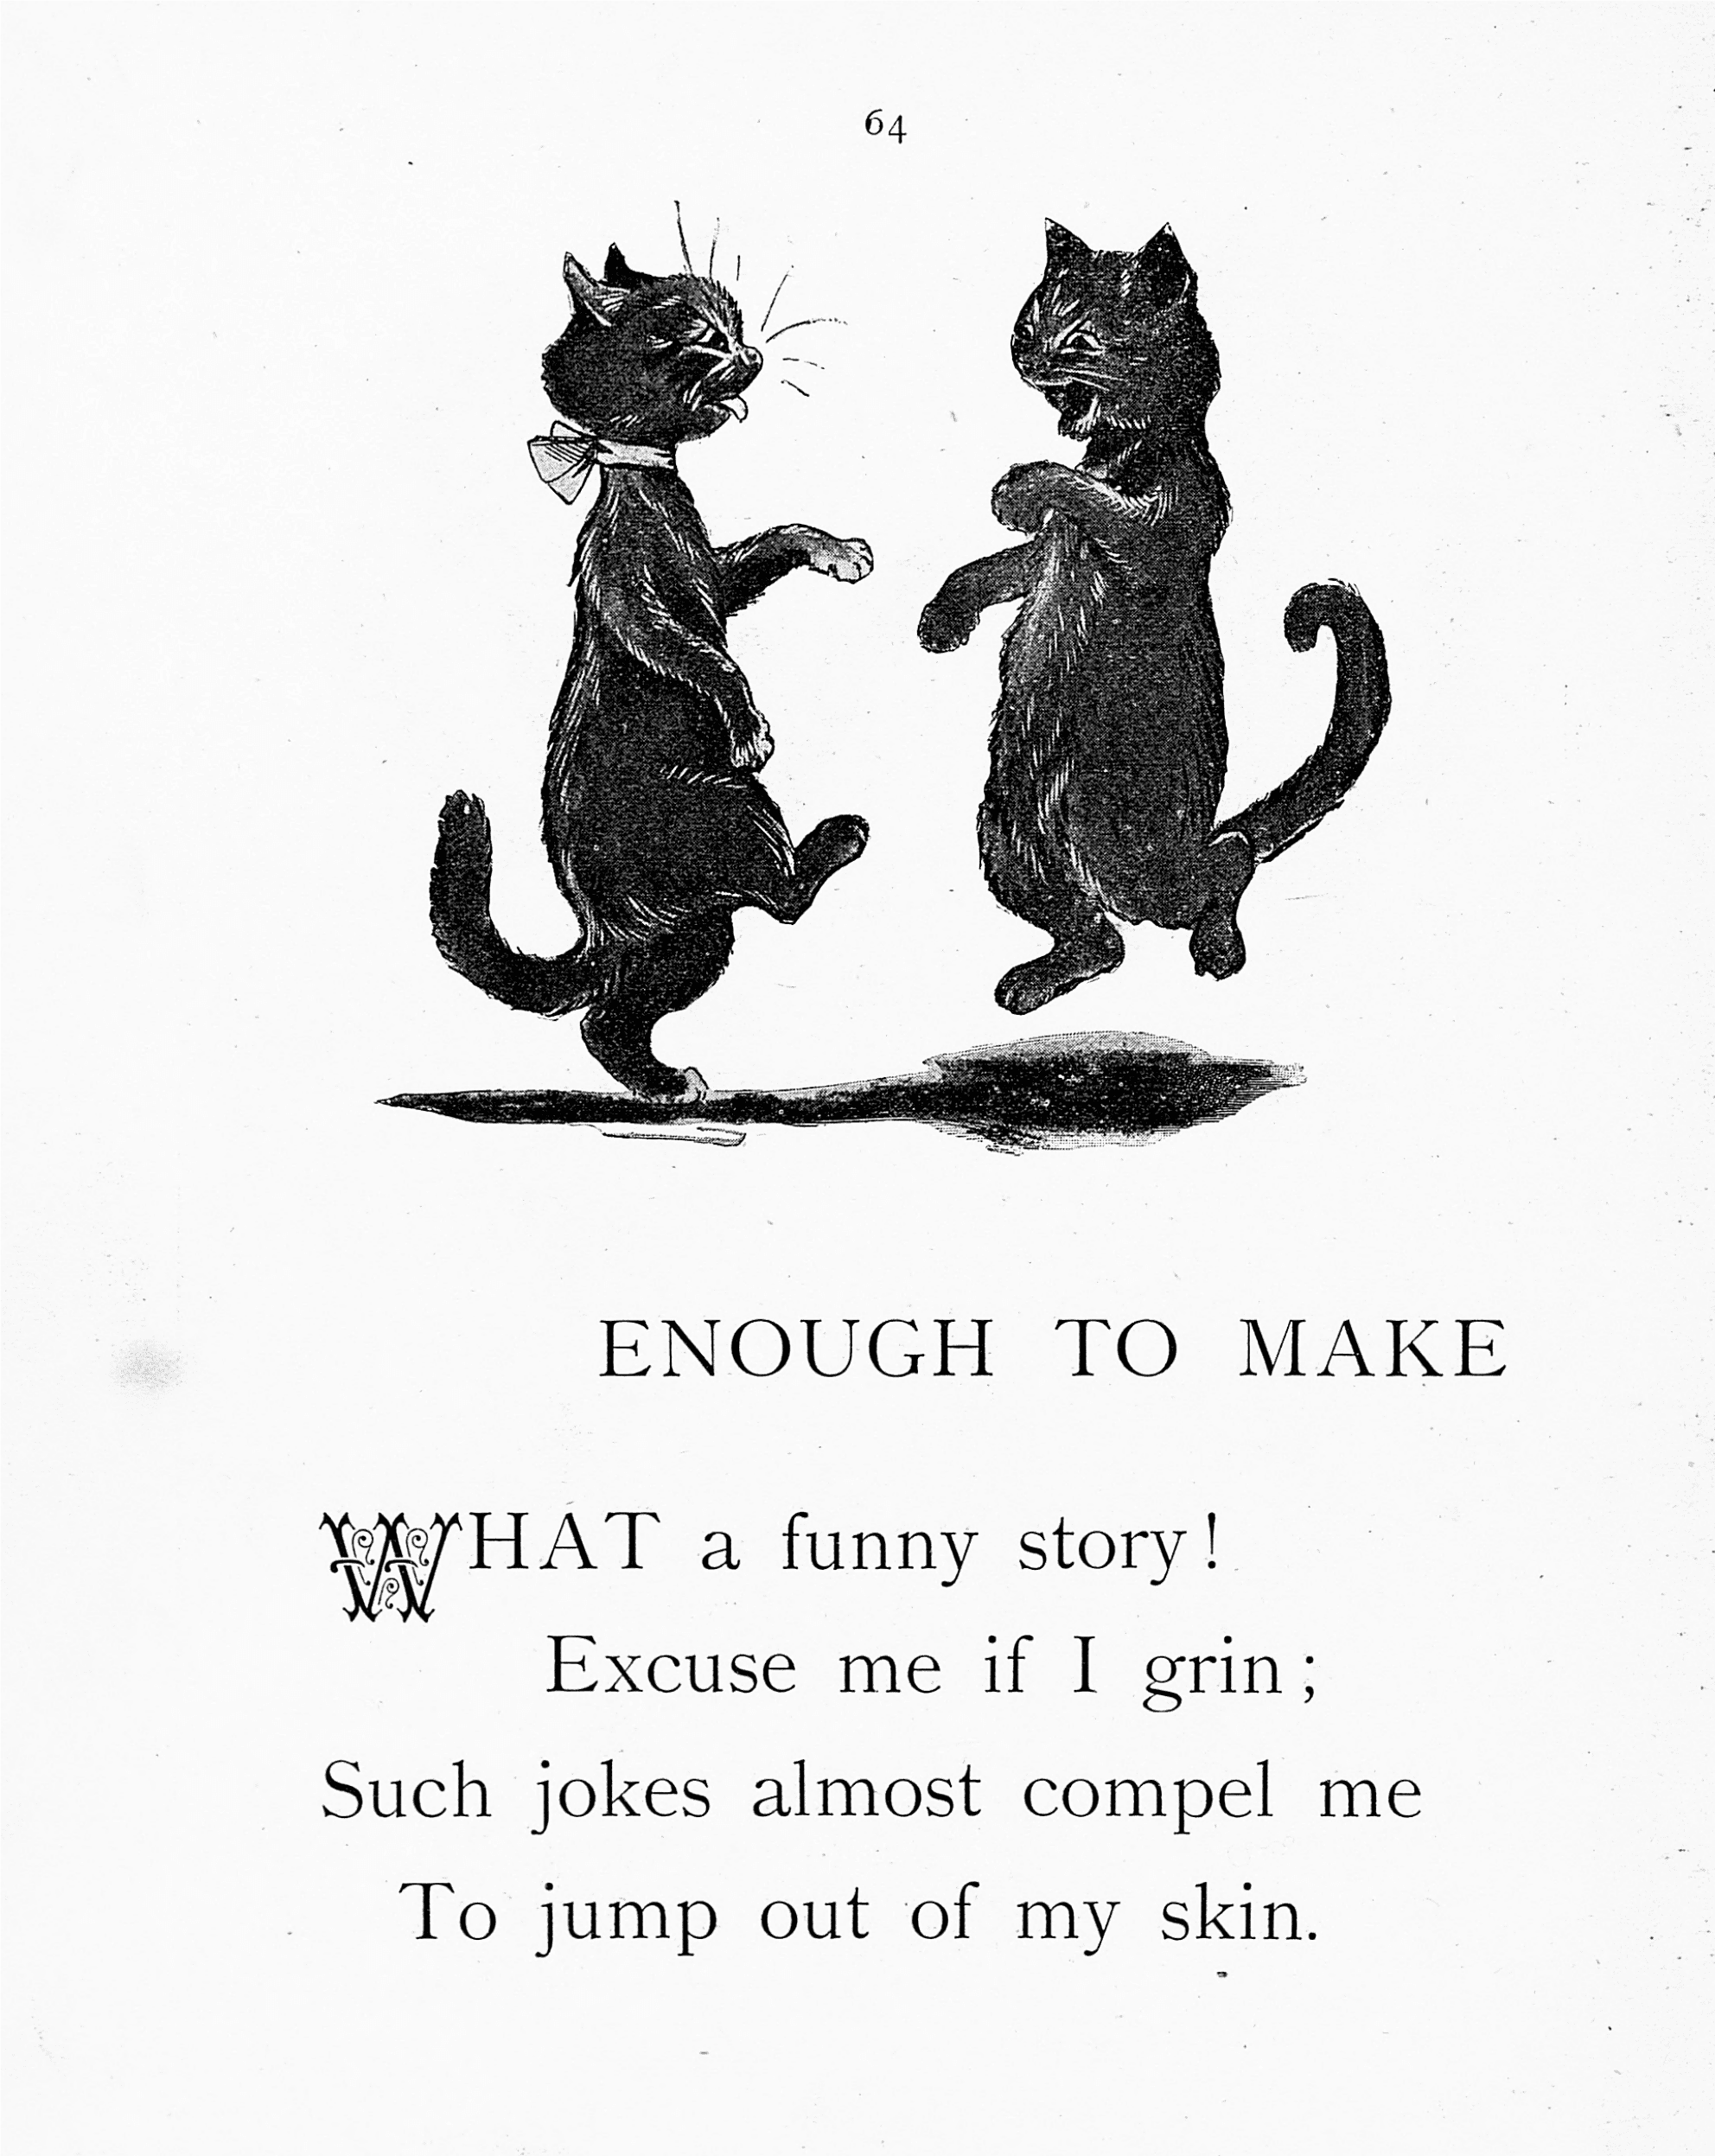 64
ENOUGH TO MAKE
WHAT a funny story!
Excuse me if I grin;
Such jokes almost compel me
To jump out of my skin.